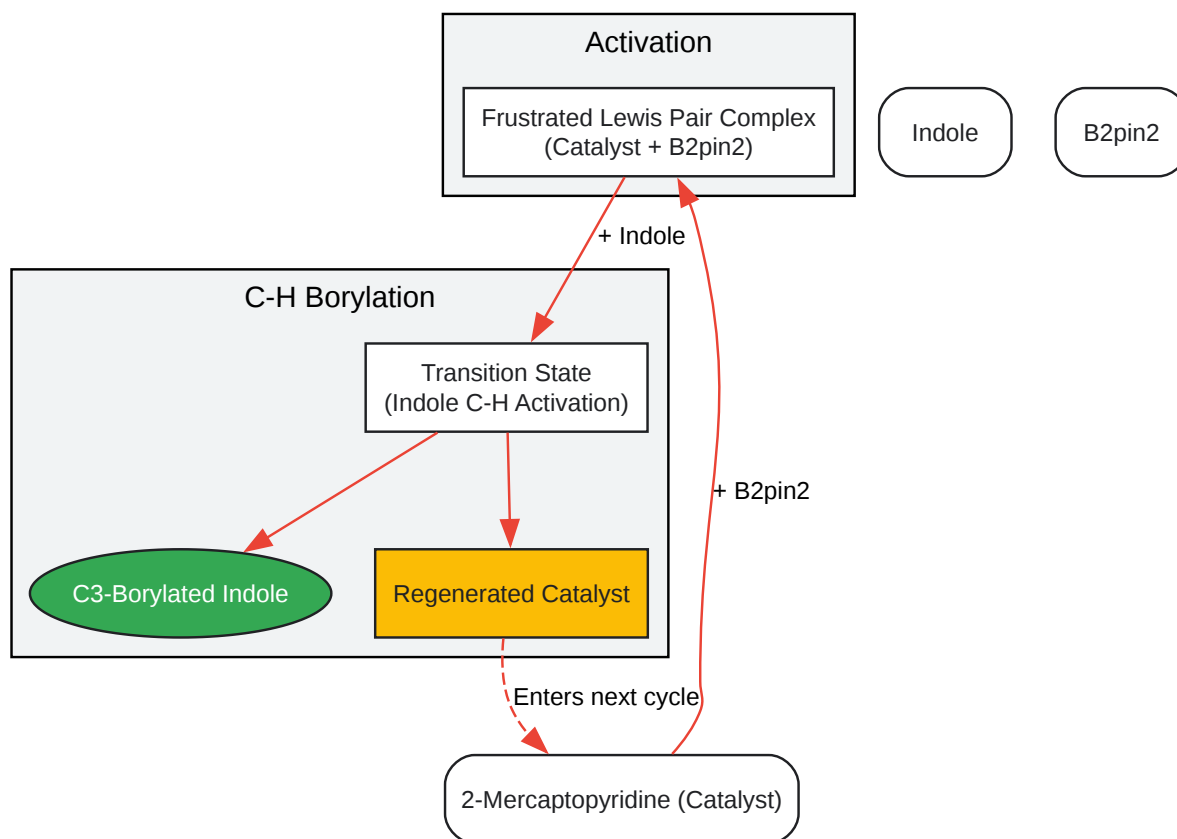 Activation
Frustrated Lewis Pair Complex
(Catalyst + B2pin2)
Indole
B2pin2
+ Indole
C-H Borylation
Transition State
(Indole C-H Activation)
+ B2pin2
C3-Borylated Indole
Regenerated Catalyst
Enters next cycle
2-Mercaptopyridine (Catalyst)